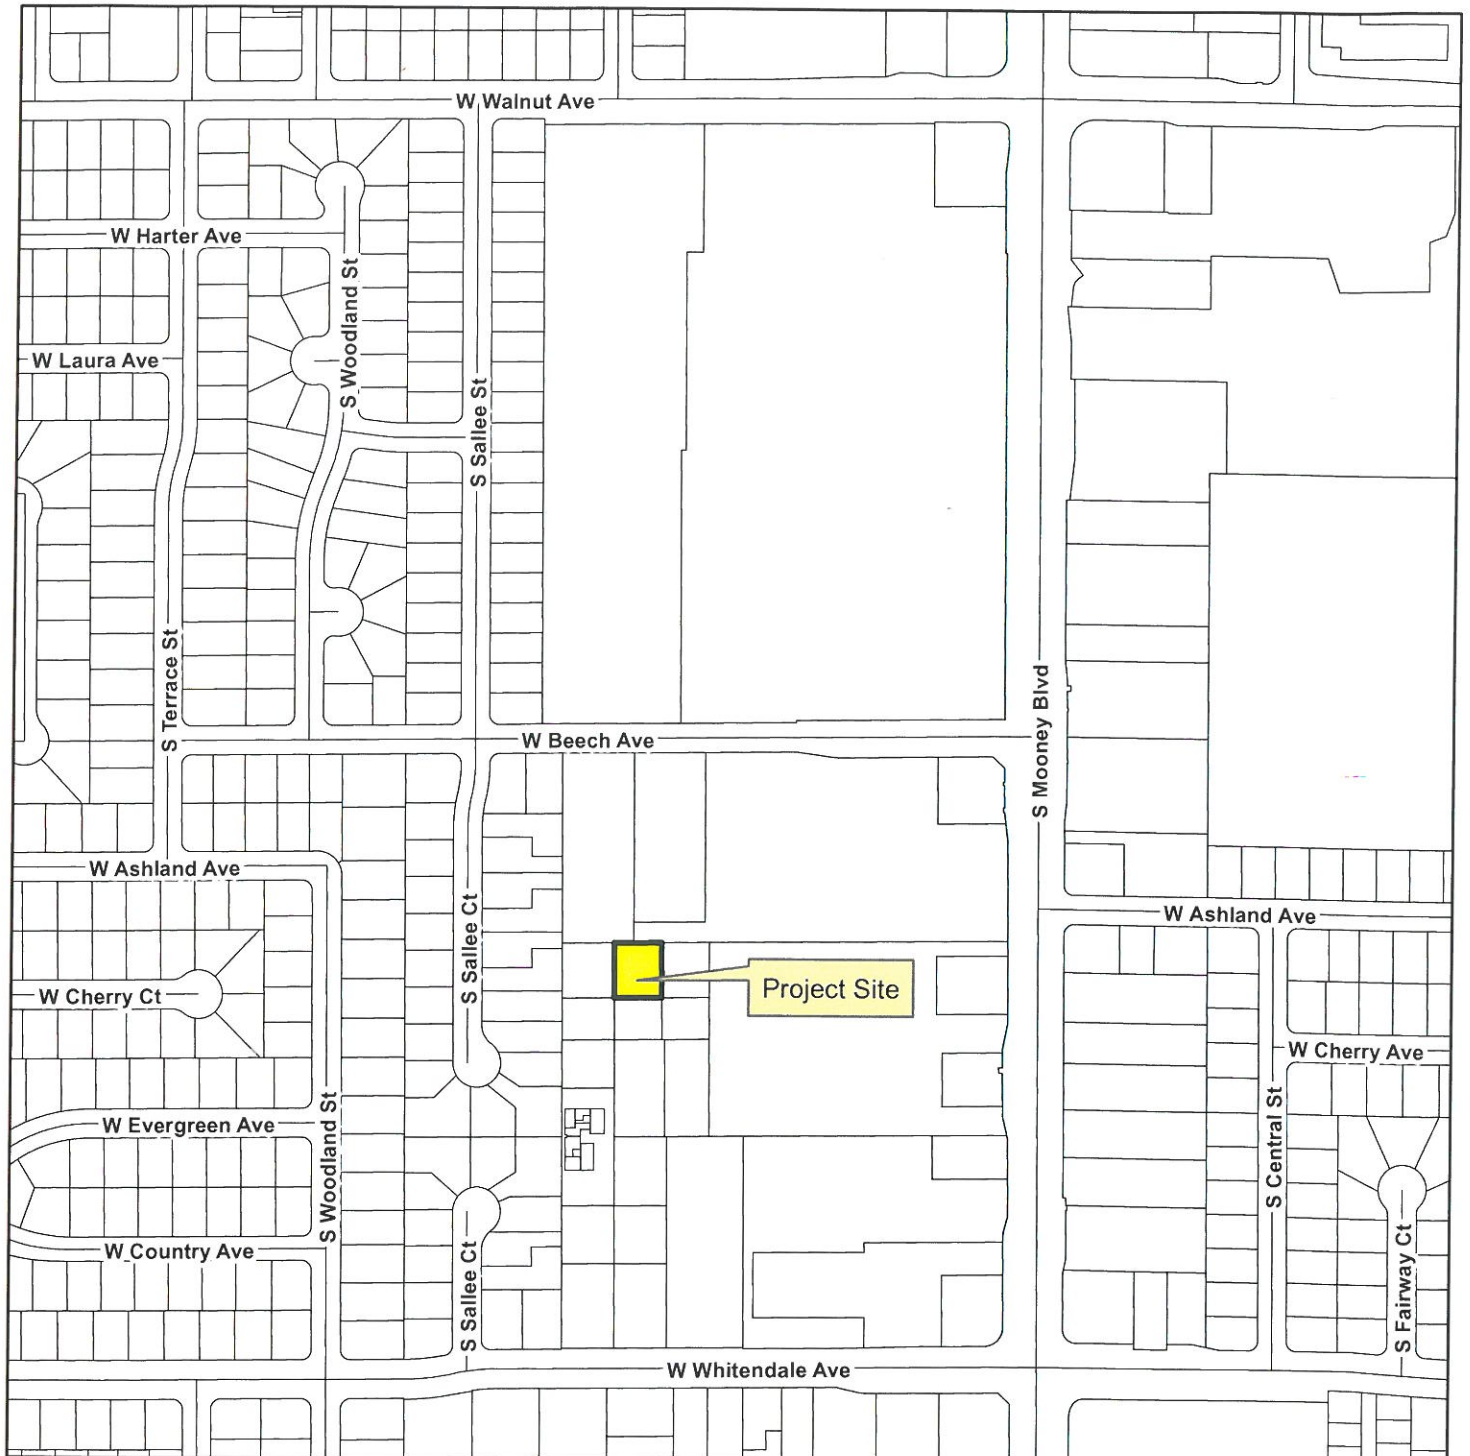 W Walnut Ave
W Harter Ave
S Woodland St
W Laura Ave
S Sallee St
S Terrace St
W Beech Ave
S Mooney Blvd
W Ashland Ave
S Sallee Ct
W Ashland Ave
Project Site
W Cherry Ct
W Cherry Ave
W Evergreen Ave
S Woodland St
S Central St
W Country Ave
S Sallee Ct
S Fairway Ct
W Whitendale Ave